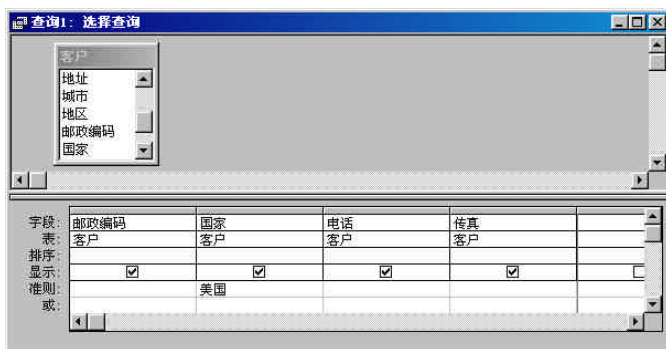 查询1: 选择查询
客户
地址
城市
地区
邮政编码
国家
字段: 邮政编码 国家 电话 传真
表: 客户 客户 客户 客户
排序:
显示:
准则: 美国
或: